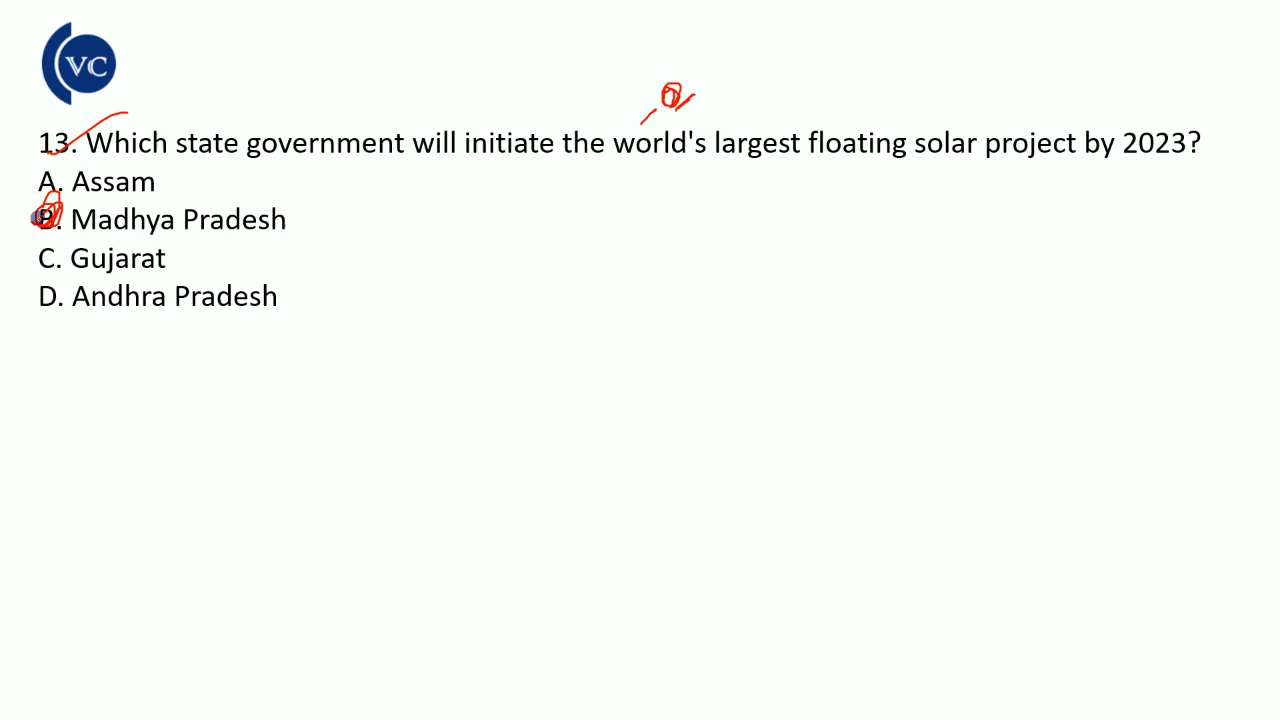 VC
13. Which state government will initiate the world's largest floating solar project by 2023?
A. Assam
B. Madhya Pradesh
C. Gujarat
D. Andhra Pradesh